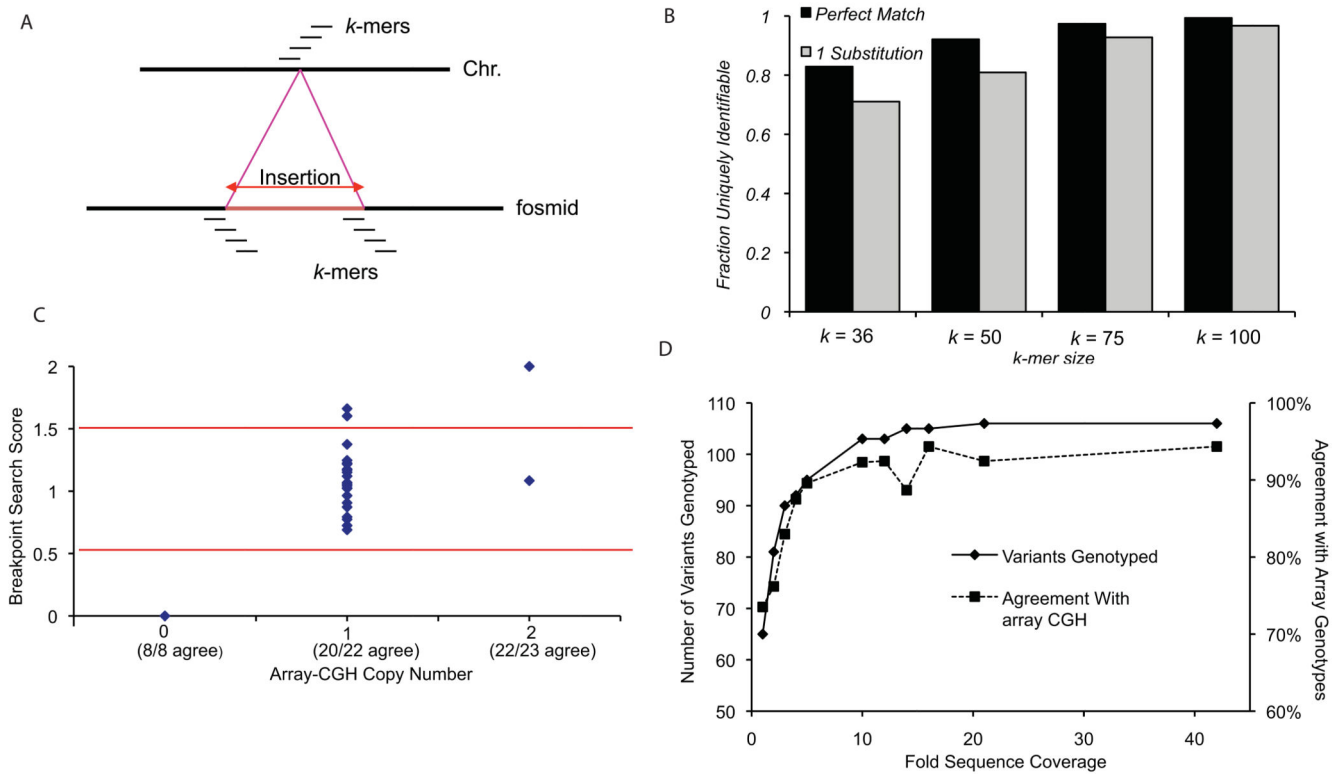 A
k-mers
Chr.
Insertion
fosmid
k-mers
B
Fraction Uniquely Identifiable
1
0.8
0.6
0.4
0.2
0
Perfect Match
1 Substitution
k = 36
k = 50
k = 75
k = 100
k-mer size
C
Breakpoint Search Score
2
1.5
1
0.5
0
0
1
2
(8/8 agree)
(20/22 agree)
(22/23 agree)
Array-CGH Copy Number
D
Number of Variants Genotyped
110
100
90
80
70
60
50
100%
90%
80%
70%
60%
Agreement with Array Genotypes
Variants Genotyped
Agreement With
array CGH
0
10
20
30
40
Fold Sequence Coverage